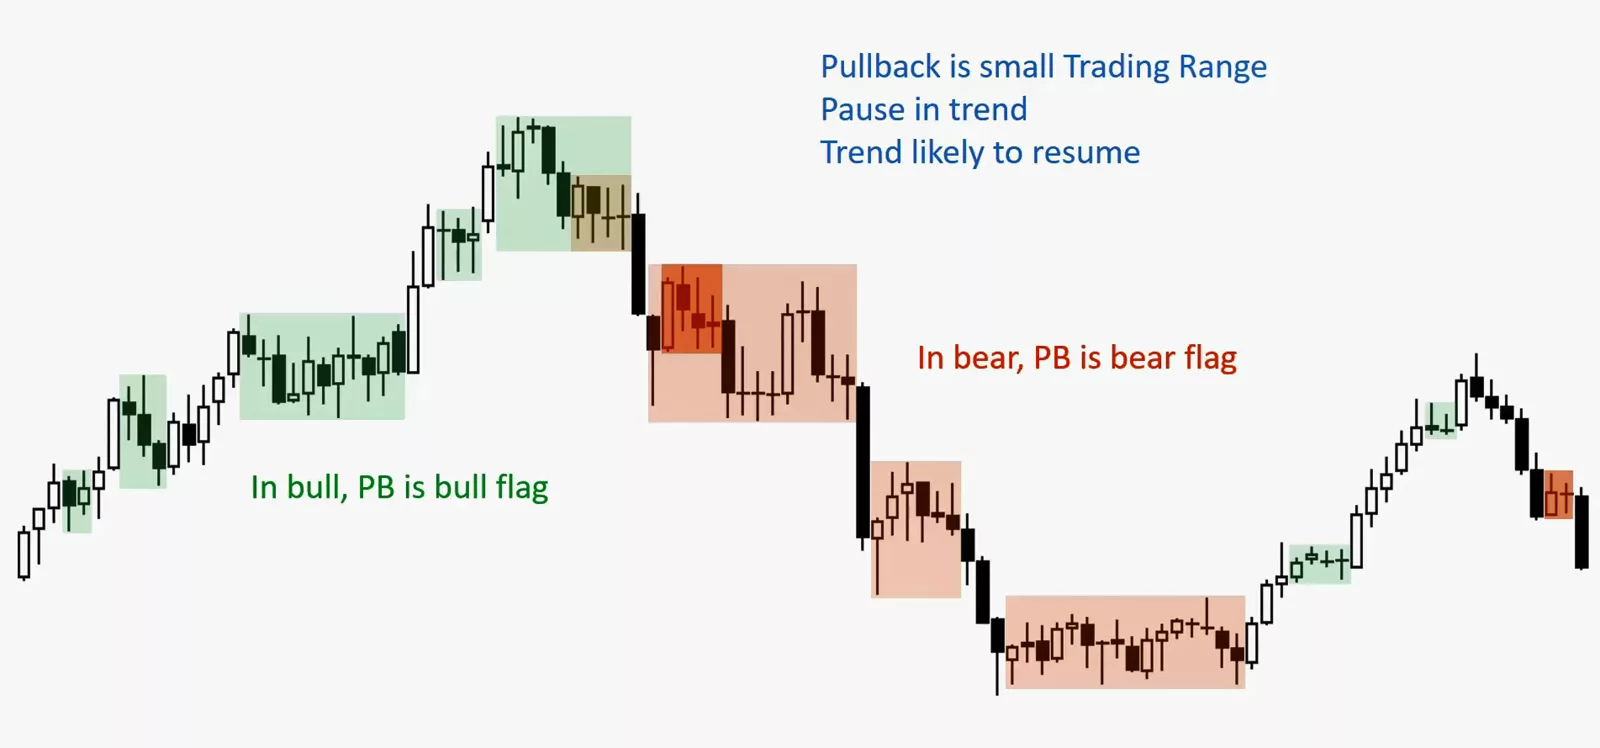 Pullback is small Trading Range
Pause in trend
Trend likely to resume
In bear, PB is bear flag
In bull, PB is bull flag